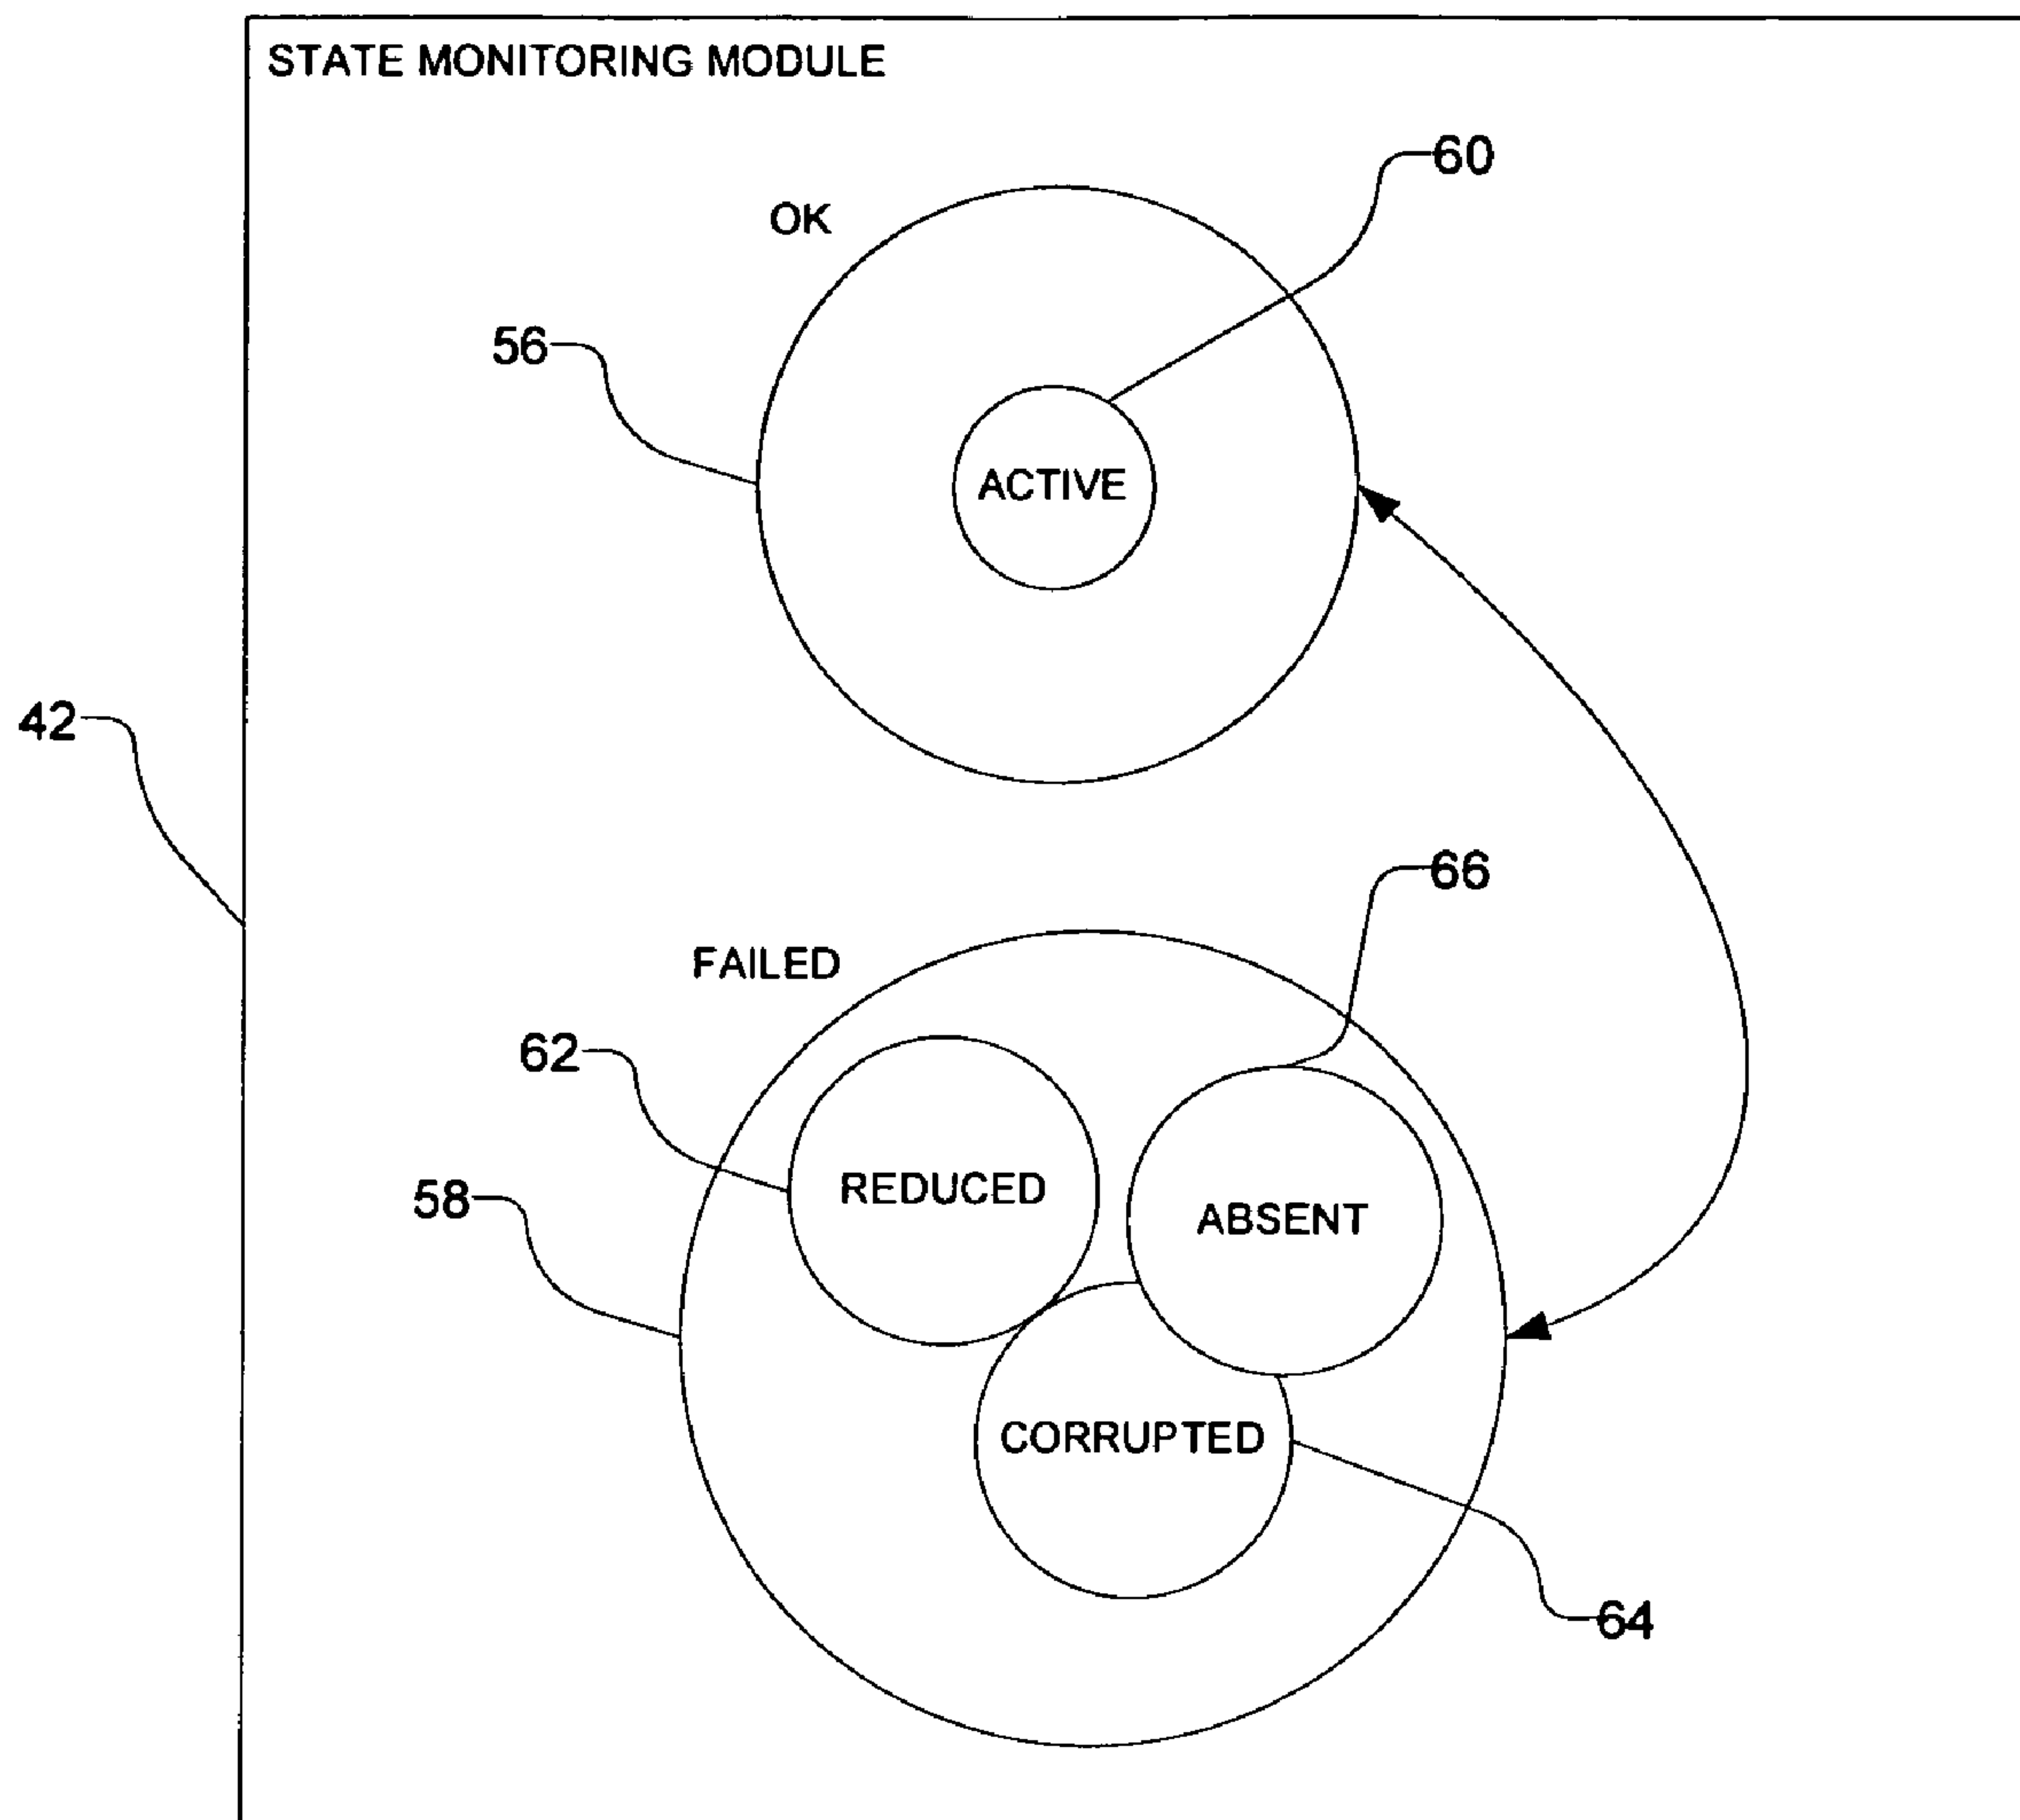 STATE MONITORING MODULE
60
OK
56
ACTIVE
42
66
FAILED
62
REDUCED
58
ABSENT
CORRUPTED
64